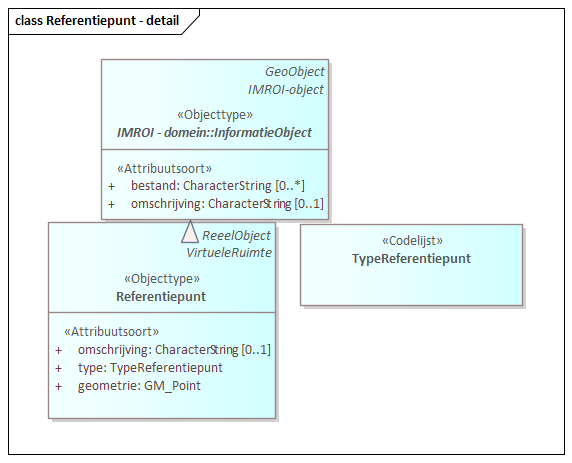 class Referentiepunt - detail
GeoObject
IMROI-object
«Objecttype»
IMROI - domein::InformatieObject
«Attribuutsoort»
+ bestand: CharacterString [0..*]
+ omschrijving: CharacterString [0..1]
ReeelObject
VirtueleRuimte
«Objecttype»
Referentiepunt
«Attribuutsoort»
+ omschrijving: CharacterString [0..1]
+ type: TypeReferentiepunt
+ geometrie: GM_Point
«Codelijst»
TypeReferentiepunt